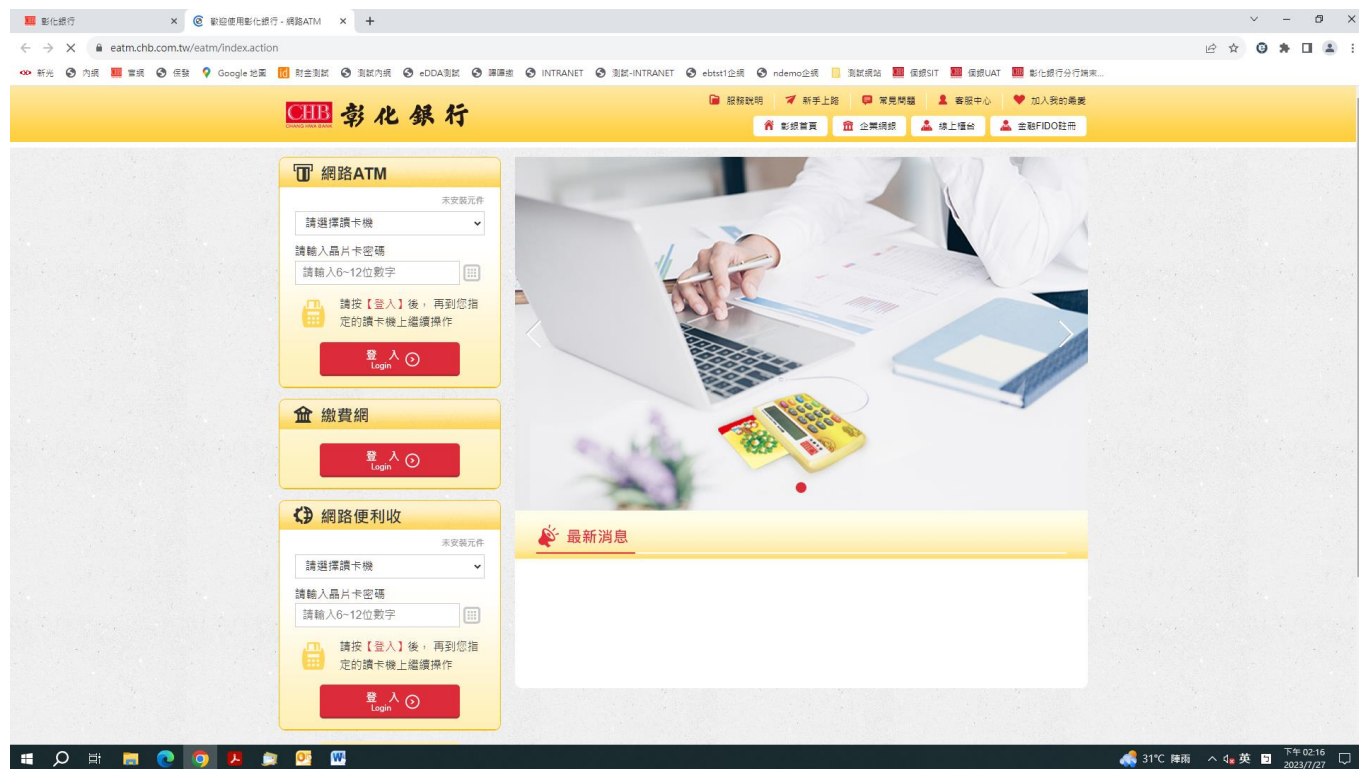 彰化銀行
歡迎使用彰化銀行 - 網路ATM
eatm.chb.com.tw/eatm/index.action
新光 內網 官網 保發 Google 地圖 財金測試 測試內網 eDDA測試 INTRANET 測試-INTRANET ebtst1企網 ndemo企網 測試網站 個網SIT 個網UAT 彰化銀行分行端末...
CHB 彰化銀行
CHANG HWA BANK
服務說明 新手上路 常見問題 客服中心 加入我的最愛
彰銀首頁 企業網銀 線上櫃台 金融FIDO註冊
網路ATM
未安裝元件
請選擇讀卡機
請輸入晶片卡密碼
請輸入6~12位數字
請按【登入】後， 再到您指
定的讀卡機上繼續操作
登 入
Login
繳費網
登 入
Login
網路便利收
未安裝元件
請選擇讀卡機
請輸入晶片卡密碼
請輸入6~12位數字
請按【登入】後， 再到您指
定的讀卡機上繼續操作
登 入
Login
最新消息
31°C 陣雨 英 下午 02:16
2023/7/27